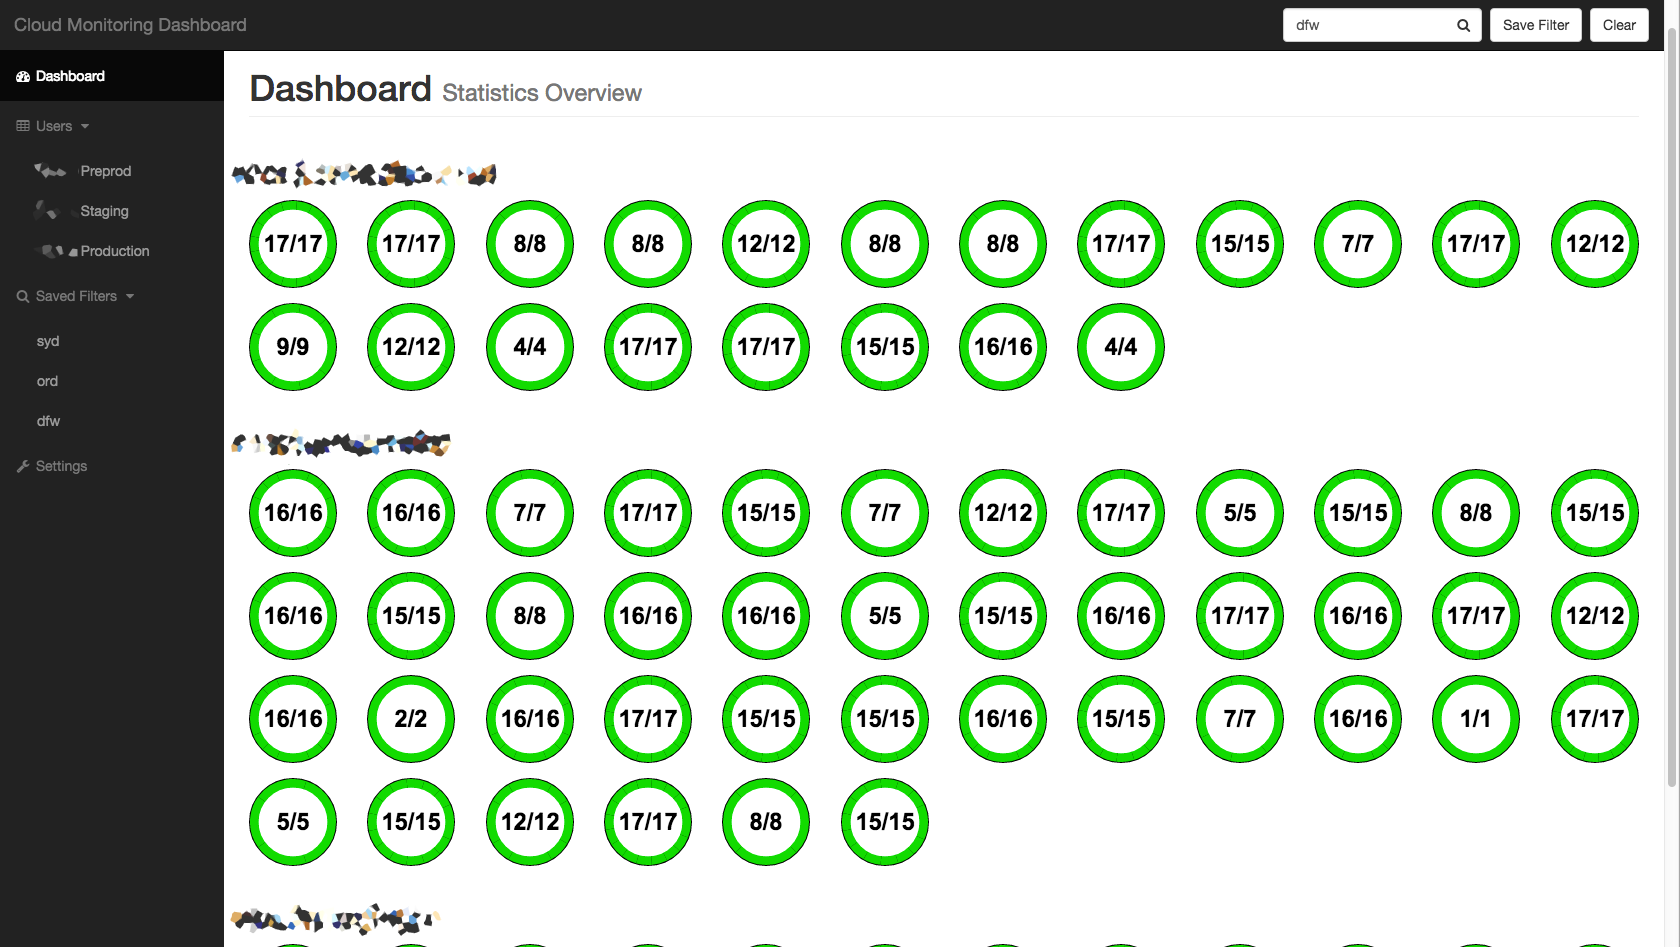 Cloud Monitoring Dashboard
dfw
Save Filter
Clear
Dashboard
Users
Preprod
Staging
Production
Saved Filters
syd
ord
dfw
Settings
Dashboard Statistics Overview
17/17 17/17 8/8 8/8 12/12 8/8 8/8 17/17 15/15 7/7 17/17 12/12
9/9 12/12 4/4 17/17 17/17 15/15 16/16 4/4
16/16 16/16 7/7 17/17 15/15 7/7 12/12 17/17 5/5 15/15 8/8 15/15
16/16 15/15 8/8 16/16 16/16 5/5 15/15 16/16 17/17 16/16 17/17 12/12
16/16 2/2 16/16 17/17 15/15 15/15 16/16 15/15 7/7 16/16 1/1 17/17
5/5 15/15 12/12 17/17 8/8 15/15